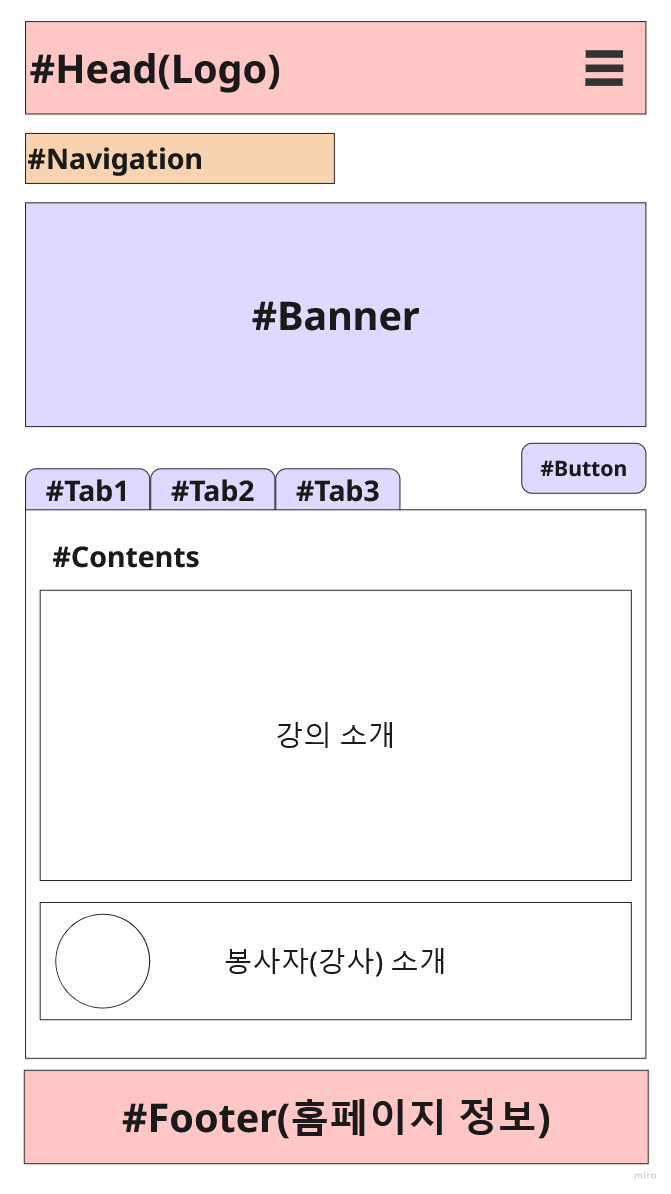 #Head(Logo)
#Navigation
#Banner
#Button
#Tab1 #Tab2 #Tab3
#Contents
강의 소개
봉사자(강사) 소개
#Footer(홈페이지 정보)
miro